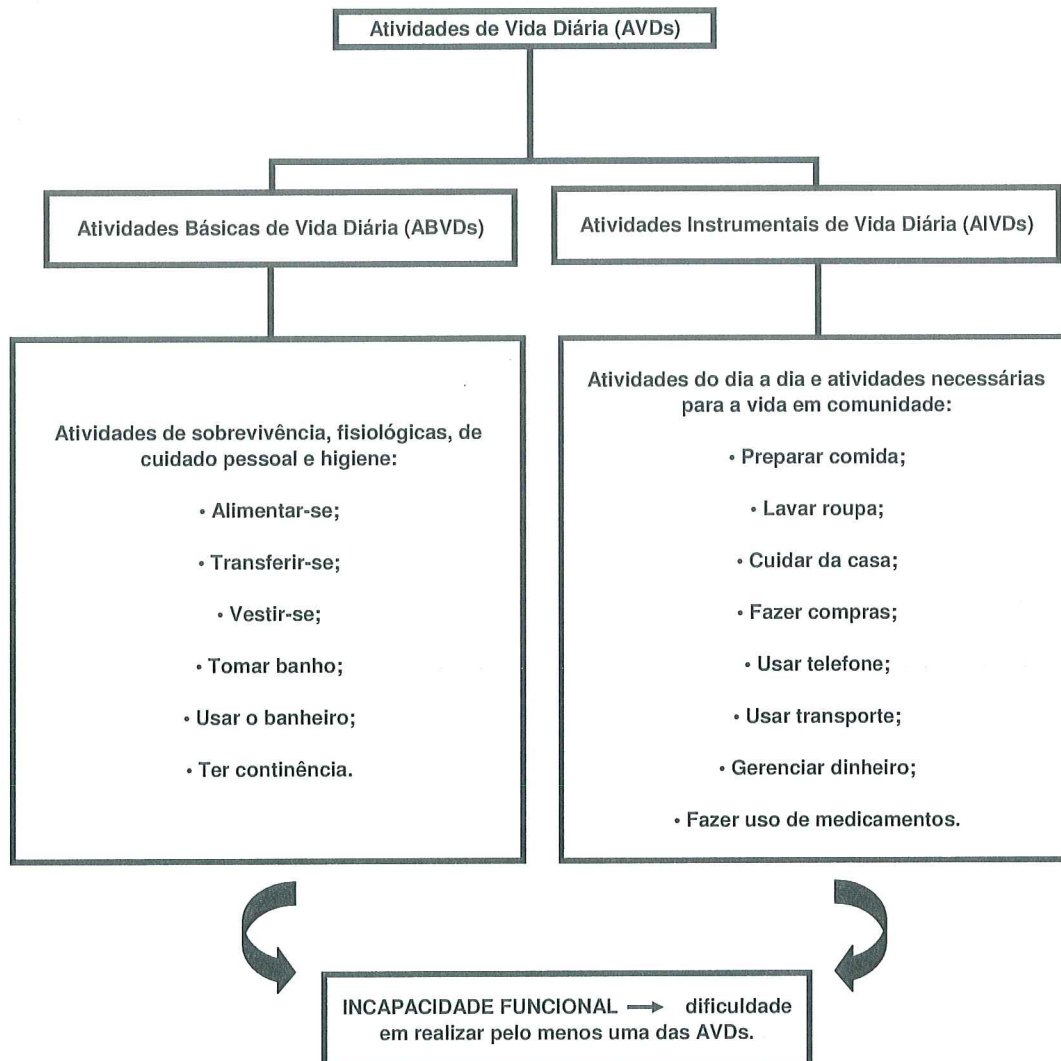 Atividades de Vida Diária (AVDs)
Atividades Básicas de Vida Diária (ABVDs)
Atividades de sobrevivência, fisiológicas, de
cuidado pessoal e higiene:
• Alimentar-se;
• Transferir-se;
• Vestir-se;
• Tomar banho;
• Usar o banheiro;
• Ter continência.
Atividades Instrumentais de Vida Diária (AIVDs)
Atividades do dia a dia e atividades necessárias
para a vida em comunidade:
• Preparar comida;
• Lavar roupa;
• Cuidar da casa;
• Fazer compras;
• Usar telefone;
• Usar transporte;
• Gerenciar dinheiro;
• Fazer uso de medicamentos.
INCAPACIDADE FUNCIONAL → dificuldade
em realizar pelo menos uma das AVDs.